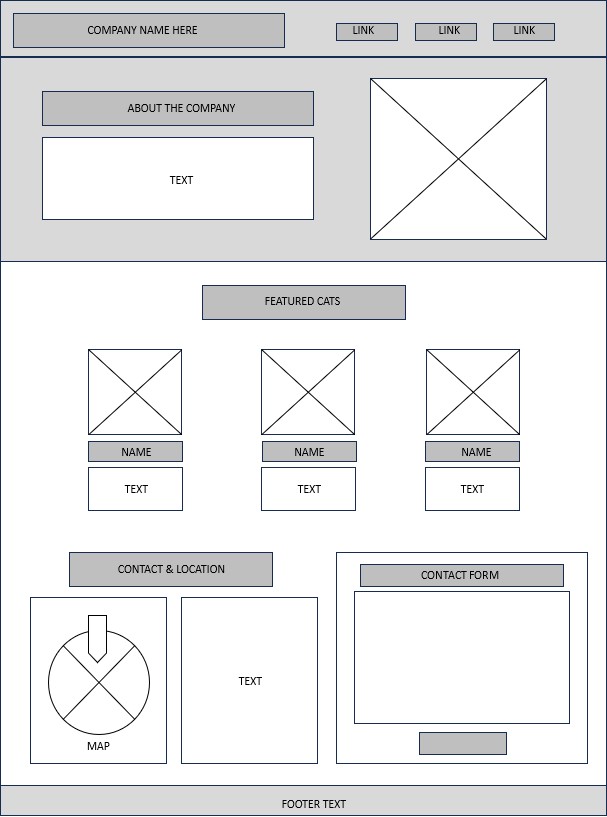 COMPANY NAME HERE
LINK
LINK
LINK
ABOUT THE COMPANY
TEXT
FEATURED CATS
NAME
NAME
NAME
TEXT
TEXT
TEXT
CONTACT & LOCATION
CONTACT FORM
TEXT
MAP
FOOTER TEXT